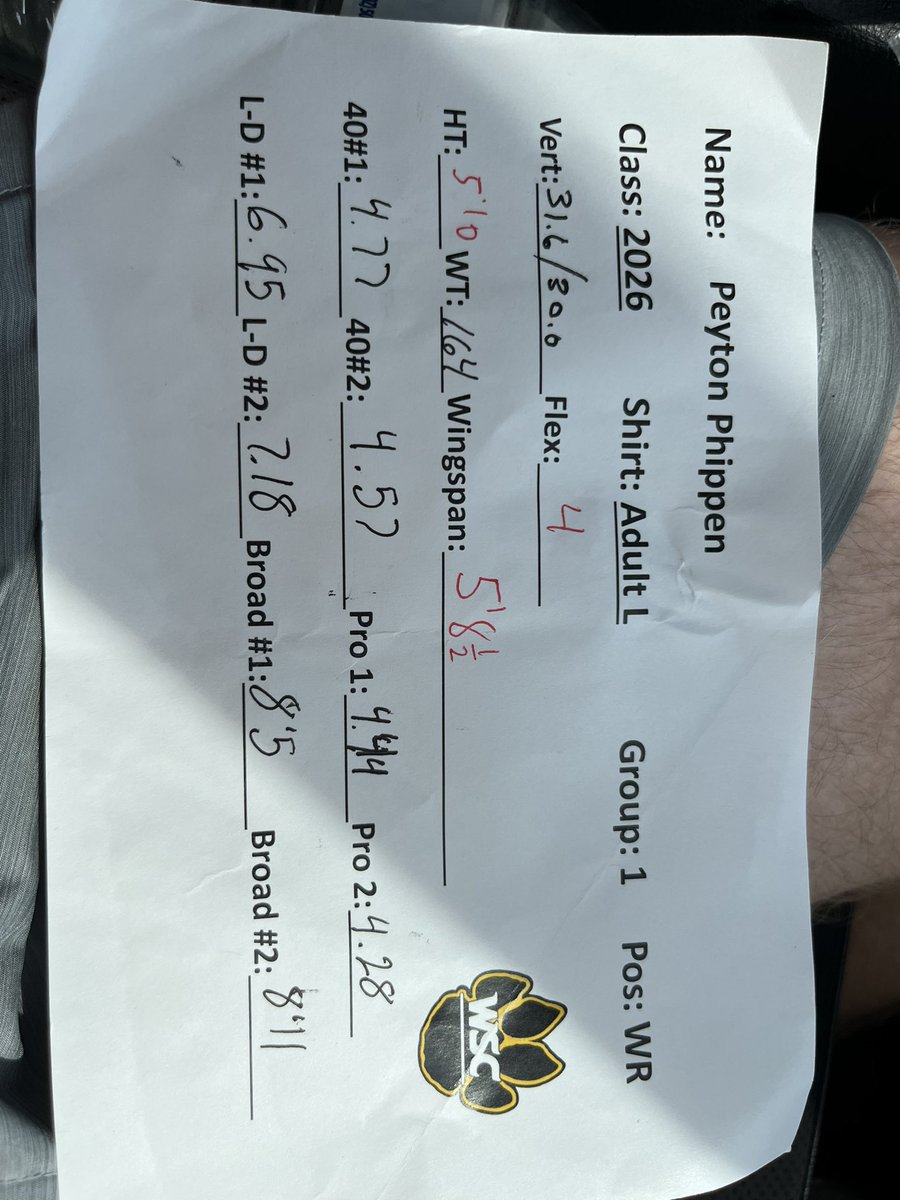 Name: Peyton Phippen
Class: 2026 Shirt: Adult L Group: 1 Pos: WR
Vert: 31.6/30.0 Flex: 4
HT: 5'10 WT: 164 Wingspan: 5'8 1/2
WSC
40#1: 4.77 40#2: 4.57 Pro 1: 4.44 Pro 2: 4.28
L-D #1: 6.95 L-D #2: 7.18 Broad #1: 8'5 Broad #2: 8'11